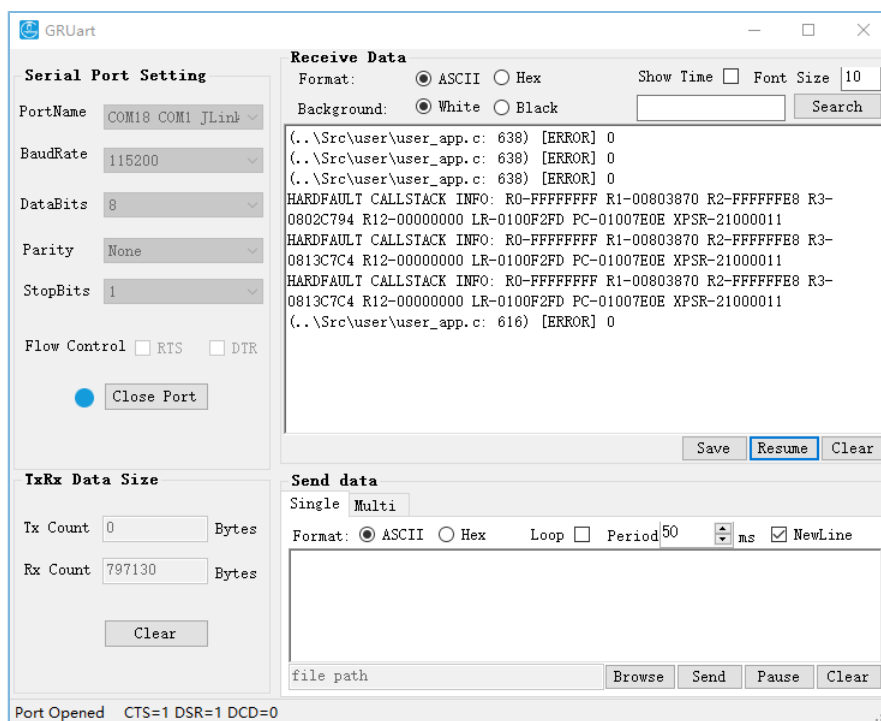 GRUart
Serial Port Setting
PortName COM18 COM1 JLink
BaudRate 115200
DataBits 8
Parity None
StopBits 1
Flow Control RTS DTR
Close Port
TxRx Data Size
Tx Count 0 Bytes
Rx Count 797130 Bytes
Clear
Receive Data
Format: ASCII Hex Show Time Font Size 10
Background: White Black Search
(..\Src\user\user_app.c: 638) [ERROR] 0
(..\Src\user\user_app.c: 638) [ERROR] 0
(..\Src\user\user_app.c: 638) [ERROR] 0
HARDFAULT CALLSTACK INFO: R0-FFFFFFFF R1-00803870 R2-FFFFFFE8 R3-
0802C794 R12-00000000 LR-0100F2FD PC-01007E0E XPSR-21000011
HARDFAULT CALLSTACK INFO: R0-FFFFFFFF R1-00803870 R2-FFFFFFE8 R3-
0813C7C4 R12-00000000 LR-0100F2FD PC-01007E0E XPSR-21000011
HARDFAULT CALLSTACK INFO: R0-FFFFFFFF R1-00803870 R2-FFFFFFE8 R3-
0813C7C4 R12-00000000 LR-0100F2FD PC-01007E0E XPSR-21000011
(..\Src\user\user_app.c: 616) [ERROR] 0
Save Resume Clear
Send data
Single Multi
Format: ASCII Hex Loop Period 50 ms NewLine
file path Browse Send Pause Clear
Port Opened CTS=1 DSR=1 DCD=0